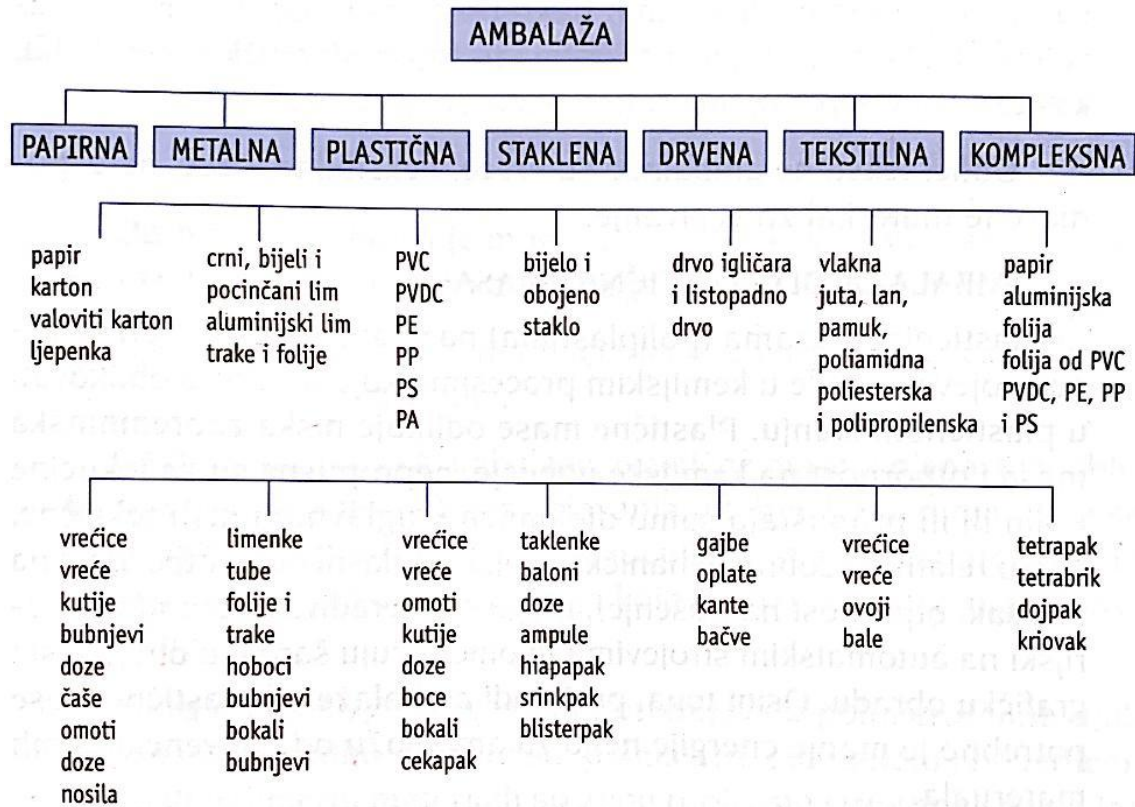 AMBALAŽA
PAPIRNA
METALNA
PLASTIČNA
STAKLENA
DRVENA
TEKSTILNA
KOMPLEKSNA
papir
karton
valoviti karton
ljepenka
crni, bijeli i
pocinčani lim
aluminijski lim
trake i folije
PVC
PVDC
PE
PP
PS
PA
bijelo i
obojeno
staklo
drvo igličara
i listopadno
drvo
vlakna
juta, lan,
pamuk,
poliamidna
poliesterska
i polipropilenska
papir
aluminijska
folija
folija od PVC
PVDC, PE, PP
i PS
vrećice
vreće
kutije
bubnjevi
doze
čaše
omoti
doze
nosila
limenke
tube
folije i
trake
hoboci
bubnjevi
bokali
bubnjevi
vrećice
vreće
omoti
kutije
doze
boce
bokali
cekapak
taklenke
baloni
doze
ampule
hiapapak
srinkpak
blisterpak
gajbe
oplate
kante
bačve
vrećice
vreće
ovoji
bale
tetrapak
tetrabrik
dojpak
kriovak